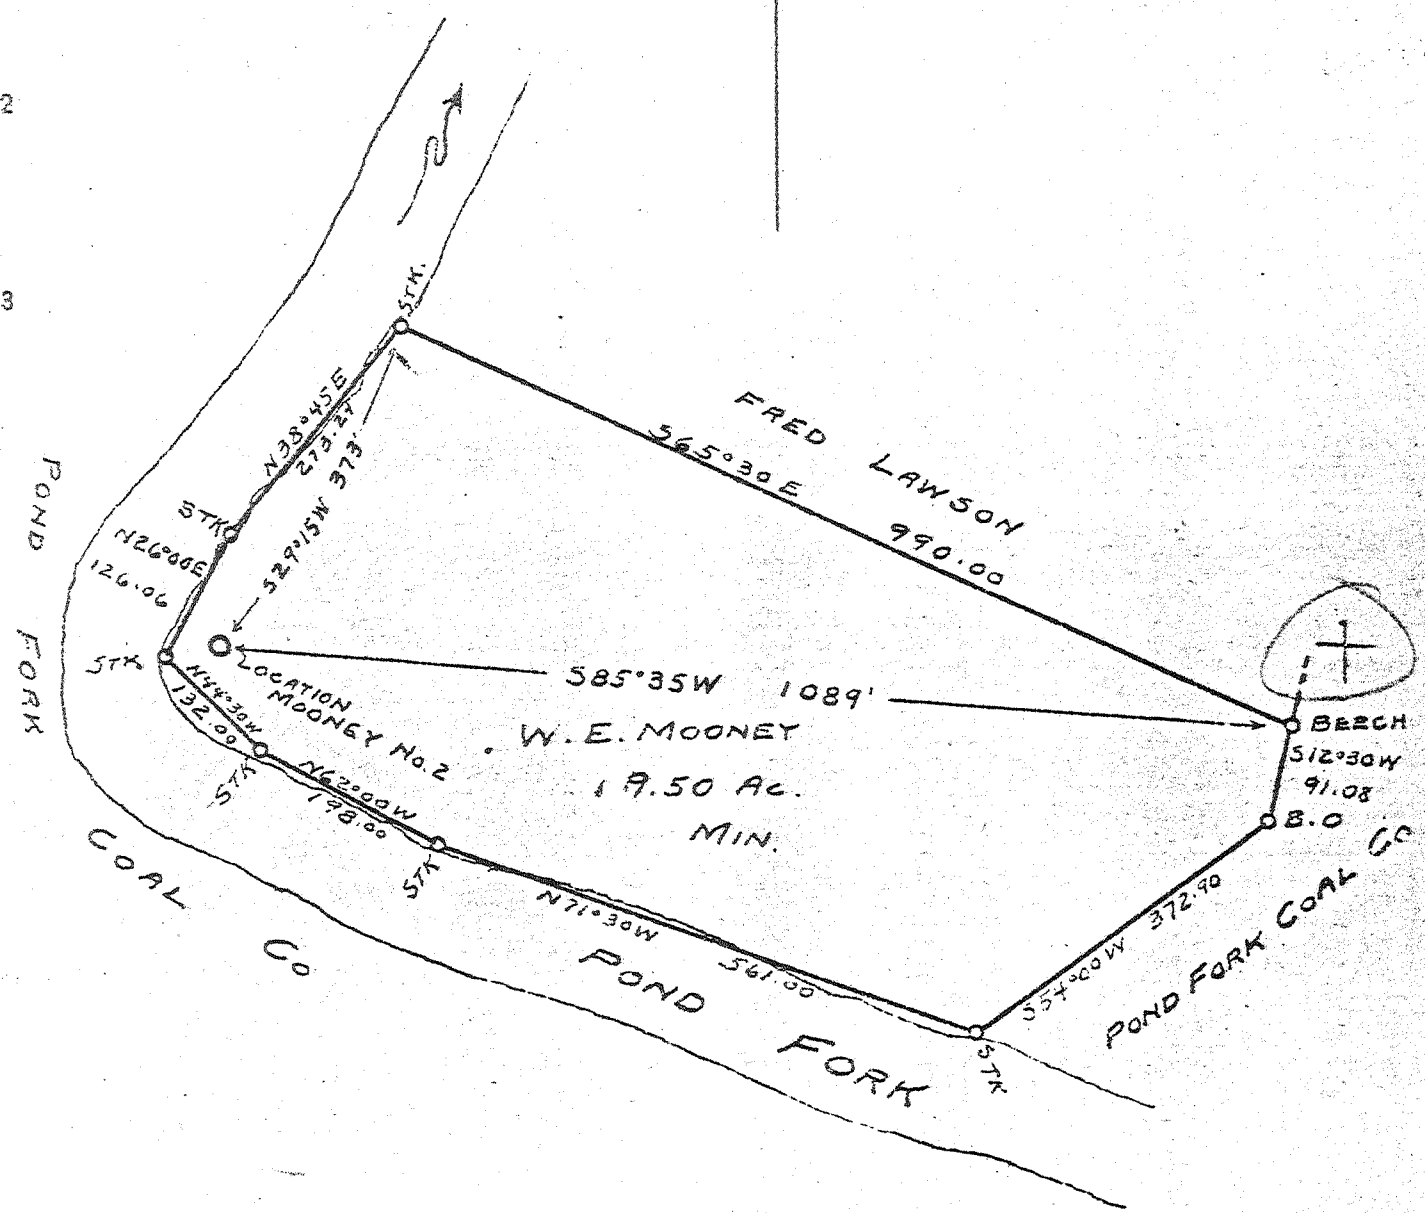 2
3
STK.
N38°45E
273.27
S29°15W 373'
FRED LAWSON
S65°30E
990.00
STK
N26°00E
126.06
POND FORK
STK
N44°30W
132.00
LOCATION
MOONEY No. 2
S85°35W 1089'
W. E. MOONEY
19.50 Ac.
MIN.
BEECH
S12°30W
91.08
B.O
STK
N62°00W
198.00
STK
COAL Co
N71°30W
561.00
POND FORK
S54°00W 372.90
POND FORK COAL CO
STK